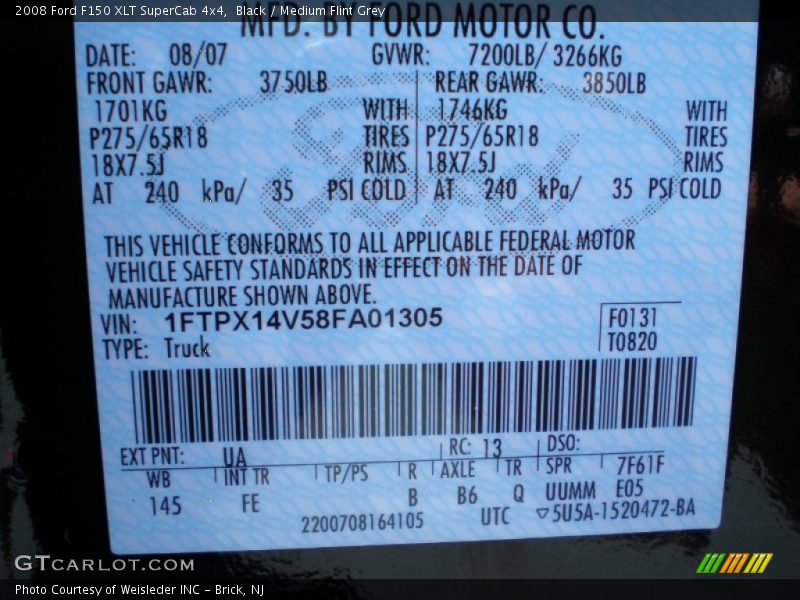 2008 Ford F150 XLT SuperCab 4x4,  Black / Medium Flint Grey
MFD. BY FORD MOTOR CO.
DATE: 08/07 GVWR: 7200LB/ 3266KG
FRONT GAWR: 3750LB REAR GAWR: 3850LB
1701KG WITH 1746KG WITH
P275/65R18 TIRES P275/65R18 TIRES
18X7.5J RIMS 18X7.5J RIMS
AT 240 kPa/ 35 PSI COLD AT 240 kPa/ 35 PSI COLD
THIS VEHICLE CONFORMS TO ALL APPLICABLE FEDERAL MOTOR
VEHICLE SAFETY STANDARDS IN EFFECT ON THE DATE OF
MANUFACTURE SHOWN ABOVE.
VIN: 1FTPX14V58FA01305 F0131
TYPE: Truck T0820
EXT PNT: UA RC: 13 DSO:
WB INT TR TP/PS R AXLE TR SPR 7F61F
145 FE B B6 Q UUMM E05
2200708164105 UTC ▽5U5A-1520472-BA
GTcarlot.com
Photo Courtesy of Weisleder INC – Brick, NJ